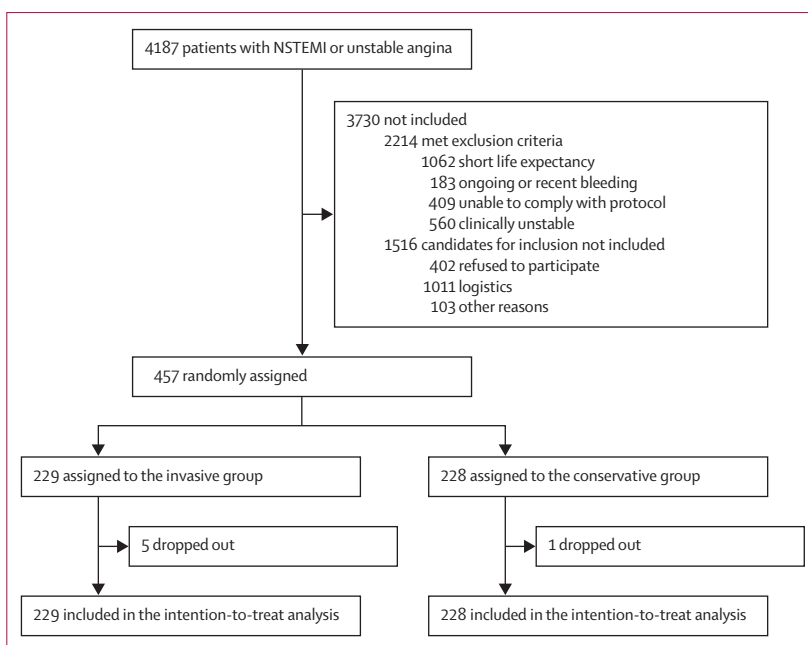 4187 patients with NSTEMI or unstable angina
3730 not included
2214 met exclusion criteria
1062 short life expectancy
183 ongoing or recent bleeding
409 unable to comply with protocol
560 clinically unstable
1516 candidates for inclusion not included
402 refused to participate
1011 logistics
103 other reasons
457 randomly assigned
229 assigned to the invasive group
228 assigned to the conservative group
5 dropped out
1 dropped out
229 included in the intention-to-treat analysis
228 included in the intention-to-treat analysis